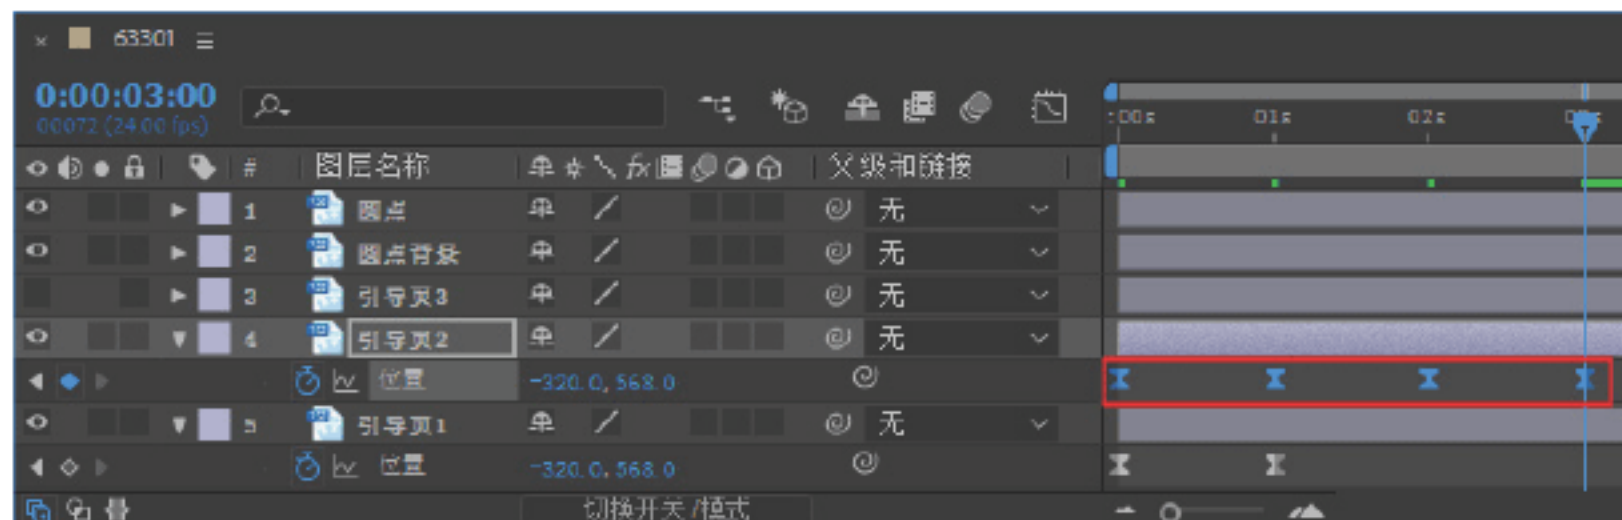 63301
0:00:03:00
00072 (24.00 fps)
:00s 01s 02s
# 图层名称 fx 父级和链接
1 圆点 无
2 圆点背景 无
3 引导页3 无
4 引导页2 无
位置 -320.0, 568.0
5 引导页1 无
位置 -320.0, 568.0
切换开关/模式